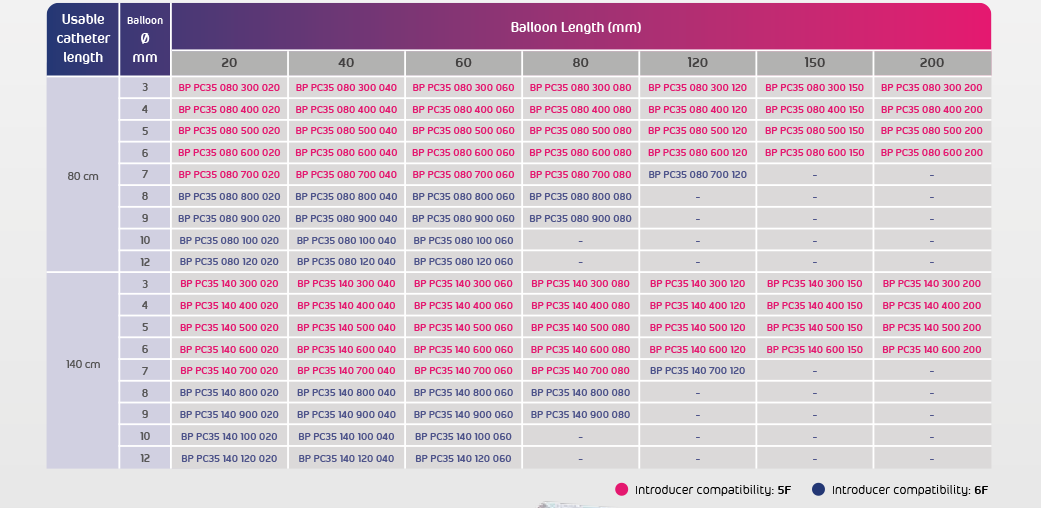 Usable catheter length Balloon Ø mm Balloon Length (mm)
20 40 60 80 120 150 200
80 cm
3 BP PC35 080 300 020 BP PC35 080 300 040 BP PC35 080 300 060 BP PC35 080 300 080 BP PC35 080 300 120 BP PC35 080 300 150 BP PC35 080 300 200
4 BP PC35 080 400 020 BP PC35 080 400 040 BP PC35 080 400 060 BP PC35 080 400 080 BP PC35 080 400 120 BP PC35 080 400 150 BP PC35 080 400 200
5 BP PC35 080 500 020 BP PC35 080 500 040 BP PC35 080 500 060 BP PC35 080 500 080 BP PC35 080 500 120 BP PC35 080 500 150 BP PC35 080 500 200
6 BP PC35 080 600 020 BP PC35 080 600 040 BP PC35 080 600 060 BP PC35 080 600 080 BP PC35 080 600 120 BP PC35 080 600 150 BP PC35 080 600 200
7 BP PC35 080 700 020 BP PC35 080 700 040 BP PC35 080 700 060 BP PC35 080 700 080 BP PC35 080 700 120 - -
8 BP PC35 080 800 020 BP PC35 080 800 040 BP PC35 080 800 060 BP PC35 080 800 080 - - -
9 BP PC35 080 900 020 BP PC35 080 900 040 BP PC35 080 900 060 BP PC35 080 900 080 - - -
10 BP PC35 080 100 020 BP PC35 080 100 040 BP PC35 080 100 060 - - - -
12 BP PC35 080 120 020 BP PC35 080 120 040 BP PC35 080 120 060 - - - -
140 cm
3 BP PC35 140 300 020 BP PC35 140 300 040 BP PC35 140 300 060 BP PC35 140 300 080 BP PC35 140 300 120 BP PC35 140 300 150 BP PC35 140 300 200
4 BP PC35 140 400 020 BP PC35 140 400 040 BP PC35 140 400 060 BP PC35 140 400 080 BP PC35 140 400 120 BP PC35 140 400 150 BP PC35 140 400 200
5 BP PC35 140 500 020 BP PC35 140 500 040 BP PC35 140 500 060 BP PC35 140 500 080 BP PC35 140 500 120 BP PC35 140 500 150 BP PC35 140 500 200
6 BP PC35 140 600 020 BP PC35 140 600 040 BP PC35 140 600 060 BP PC35 140 600 080 BP PC35 140 600 120 BP PC35 140 600 150 BP PC35 140 600 200
7 BP PC35 140 700 020 BP PC35 140 700 040 BP PC35 140 700 060 BP PC35 140 700 080 BP PC35 140 700 120 - -
8 BP PC35 140 800 020 BP PC35 140 800 040 BP PC35 140 800 060 BP PC35 140 800 080 - - -
9 BP PC35 140 900 020 BP PC35 140 900 040 BP PC35 140 900 060 BP PC35 140 900 080 - - -
10 BP PC35 140 100 020 BP PC35 140 100 040 BP PC35 140 100 060 - - - -
12 BP PC35 140 120 020 BP PC35 140 120 040 BP PC35 140 120 060 - - - -
Introducer compatibility: 5F Introducer compatibility: 6F